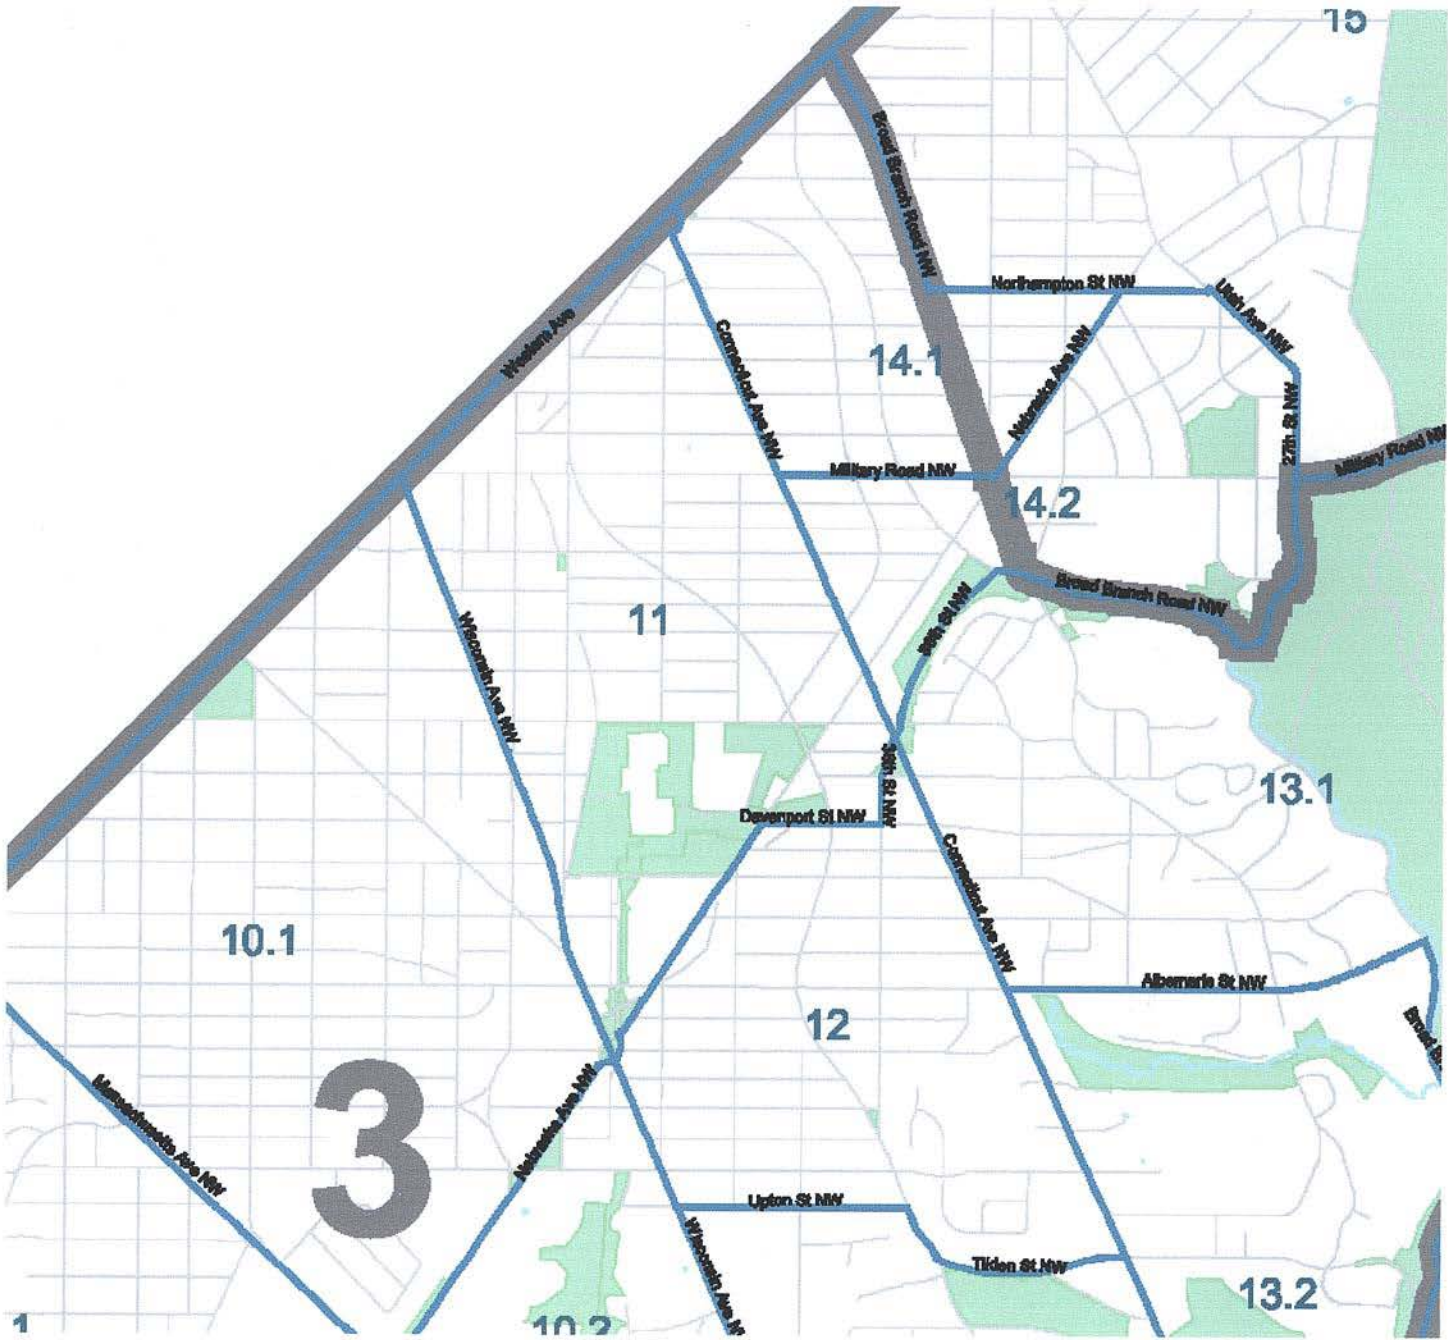 15
Broad Branch Road NW
Northampton St NW
Utah Ave NW
Western Ave
Connecticut Ave NW
14.1
Nebraska Ave NW
27th St NW
Military Road NW
Military Road NW
14.2
Broad Branch Road NW
36th St NW
11
Wisconsin Ave NW
36th St NW
13.1
Davenport St NW
Connecticut Ave NW
10.1
Albemarle St NW
12
Broad
Massachusetts Ave NW
3
Nebraska Ave NW
Upton St NW
Wisconsin Ave
Tilden St NW
13.2
10.2
1